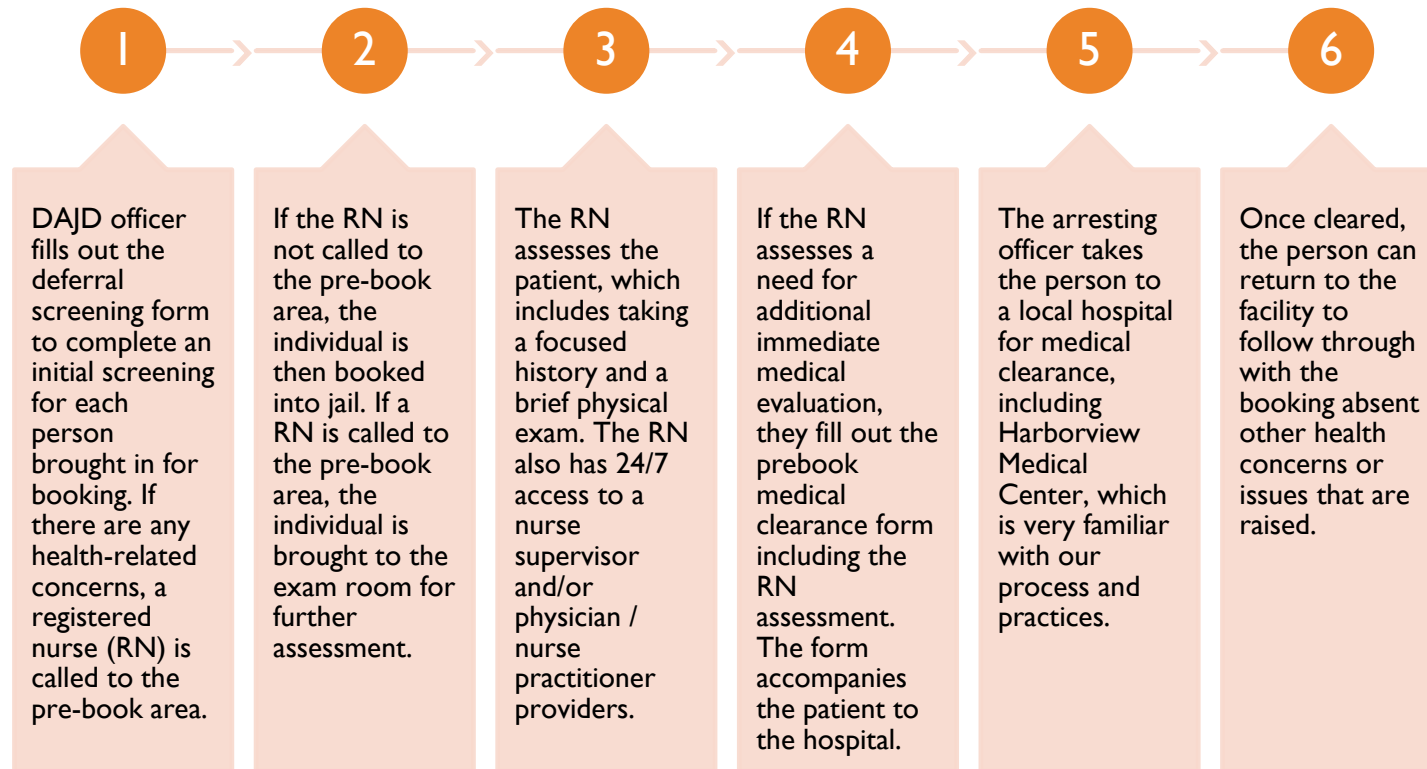 1
2
3
4
5
6
DAJD officer
fills out the
deferral
screening form
to complete an
initial screening
for each
person
brought in for
booking. If
there are any
health-related
concerns, a
registered
nurse (RN) is
called to the
pre-book area.
If the RN is
not called to
the pre-book
area, the
individual is
then booked
into jail. If a
RN is called to
the pre-book
area, the
individual is
brought to the
exam room for
further
assessment.
The RN
assesses the
patient, which
includes taking
a focused
history and a
brief physical
exam. The RN
also has 24/7
access to a
nurse
supervisor
and/or
physician /
nurse
practitioner
providers.
If the RN
assesses a
need for
additional
immediate
medical
evaluation,
they fill out the
prebook
medical
clearance form
including the
RN
assessment.
The form
accompanies
the patient to
the hospital.
The arresting
officer takes
the person to
a local hospital
for medical
clearance,
including
Harborview
Medical
Center, which
is very familiar
with our
process and
practices.
Once cleared,
the person can
return to the
facility to
follow through
with the
booking absent
other health
concerns or
issues that are
raised.